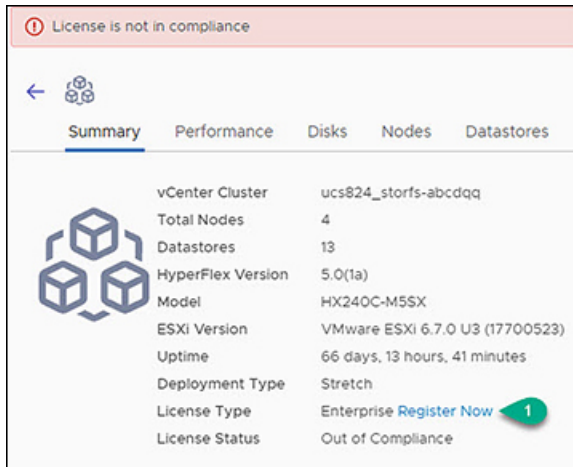 License is not in compliance
Summary Performance Disks Nodes Datastores
vCenter Cluster ucs824_storfs-abcdqq
Total Nodes 4
Datastores 13
HyperFlex Version 5.0(1a)
Model HX240C-M5SX
ESXi Version VMware ESXi 6.7.0 U3 (17700523)
Uptime 66 days, 13 hours, 41 minutes
Deployment Type Stretch
License Type Enterprise Register Now 1
License Status Out of Compliance